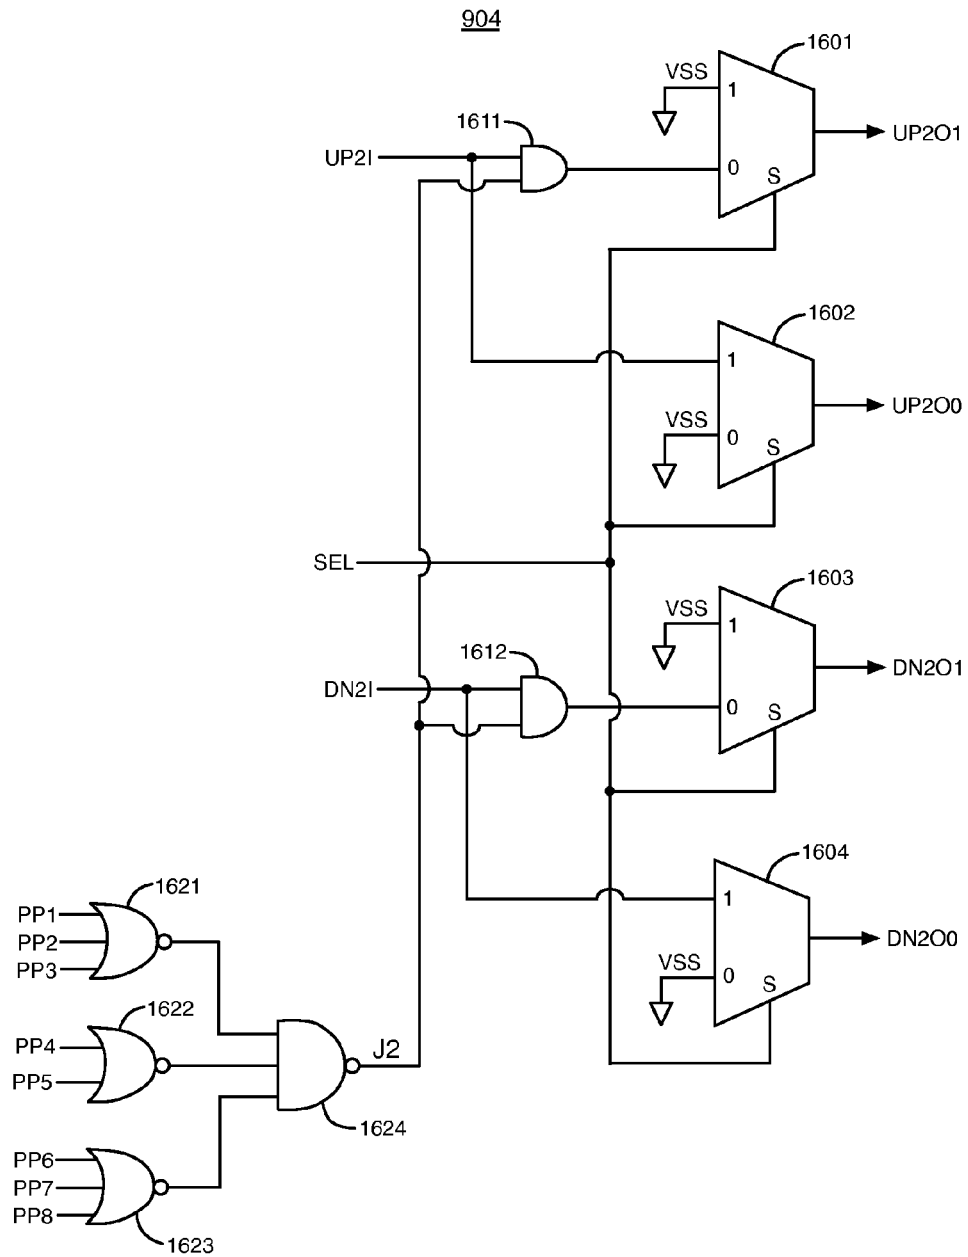 904
1601
VSS
1
UP2O1
1611
UP2I
0
S
1602
1
UP2O0
VSS
0
S
SEL
1603
VSS
1
1612
DN2O1
DN2I
0
S
1604
1621
1
PP1
PP2
PP3
DN2O0
VSS
0
S
1622
PP4
J2
PP5
1624
PP6
PP7
PP8
1623